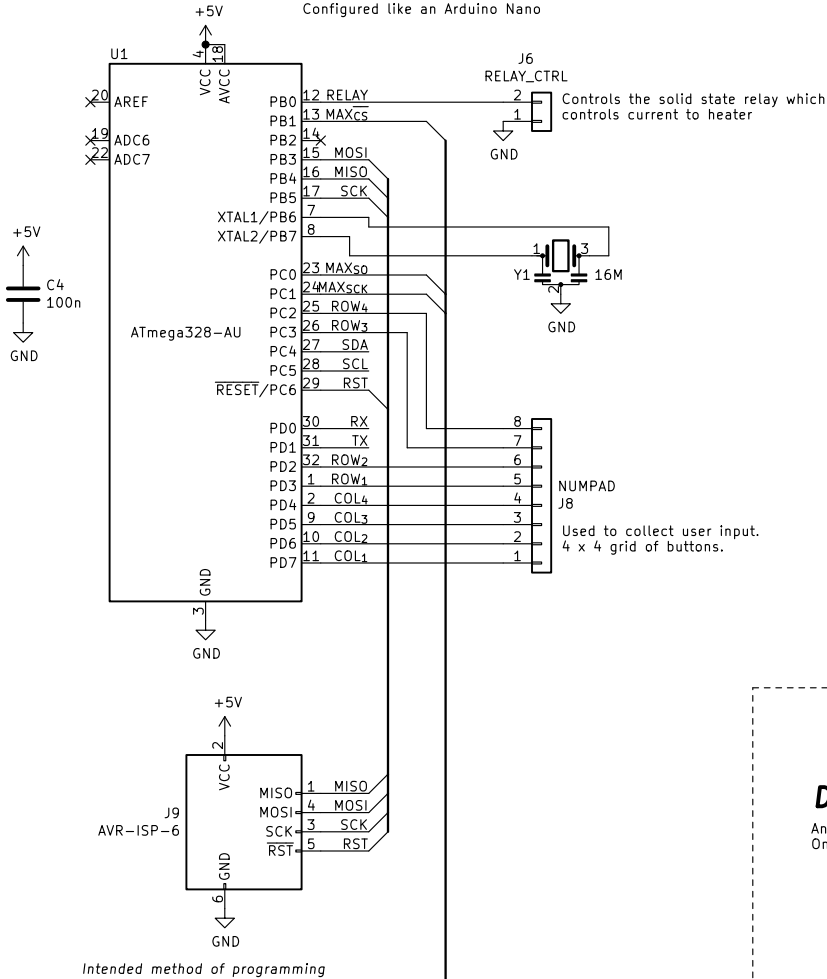 Configured like an Arduino Nano
+5V
U1
4
18
VCC
AVCC
20 AREF
19 ADC6
22 ADC7
PB0 12 RELAY
PB1 13 MAXCS
PB2 14
PB3 15 MOSI
PB4 16 MISO
PB5 17 SCK
XTAL1/PB6 7
XTAL2/PB7 8
PC0 23 MAXSO
PC1 24 MAXSCK
PC2 25 ROW4
PC3 26 ROW3
PC4 27 SDA
PC5 28 SCL
RESET/PC6 29 RST
PD0 30 RX
PD1 31 TX
PD2 32 ROW2
PD3 1 ROW1
PD4 2 COL4
PD5 9 COL3
PD6 10 COL2
PD7 11 COL1
ATmega328-AU
GND
3
GND
J6
RELAY_CTRL
2
1
GND
Controls the solid state relay which
controls current to heater
1
3
Y1
16M
2
GND
+5V
C4
100n
GND
8
7
6
5
4
3
2
1
NUMPAD
J8
Used to collect user input.
4 x 4 grid of buttons.
+5V
2
VCC
J9
AVR-ISP-6
MISO 1 MISO
MOSI 4 MOSI
SCK 3 SCK
RST 5 RST
GND
6
GND
Intended method of programming
D
An
On